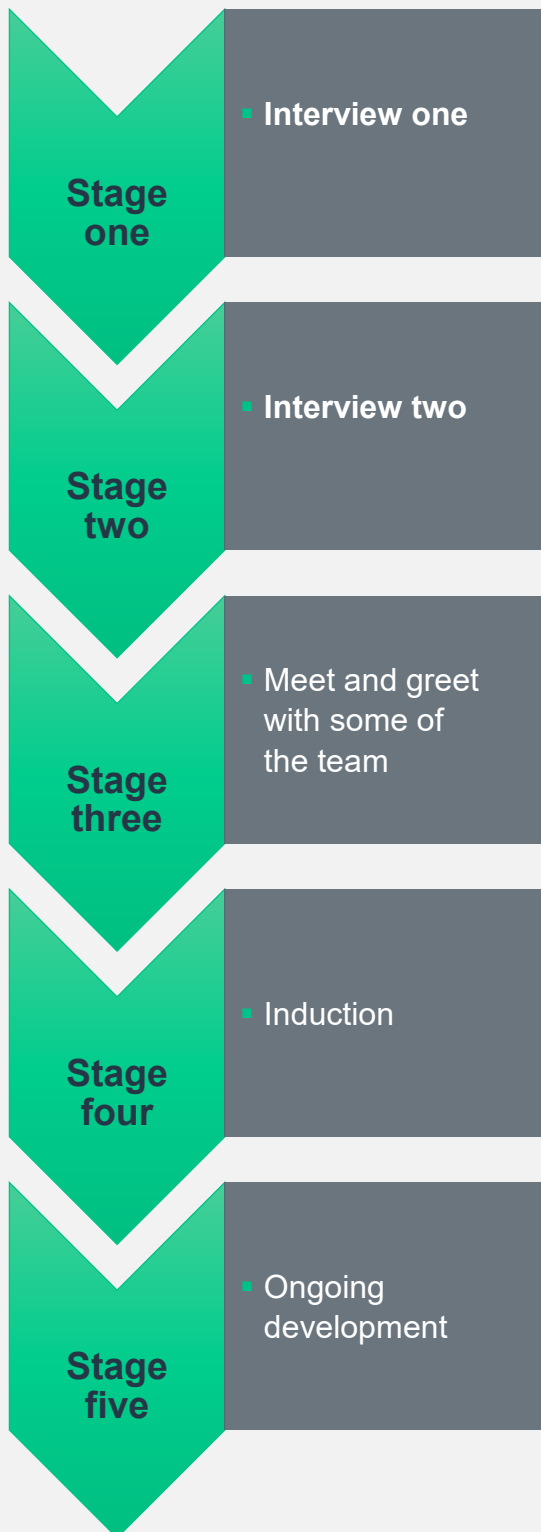 Stage
one
Interview one
Stage
two
Interview two
Stage
three
Meet and greet
with some of
the team
Stage
four
Induction
Stage
five
Ongoing
development